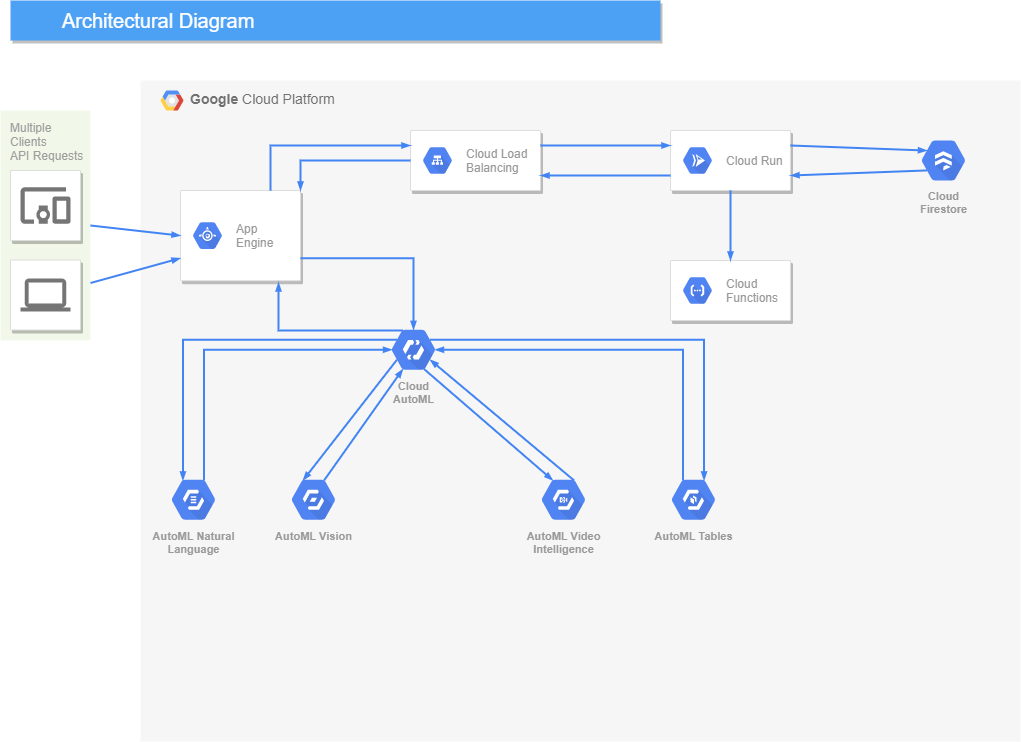 Architectural Diagram
Google Cloud Platform
Multiple
Clients
API Requests
Cloud Load
Balancing
Cloud Run
Cloud
Firestore
App
Engine
Cloud
Functions
Cloud
AutoML
AutoML Natural
Language
AutoML Vision
AutoML Video
Intelligence
AutoML Tables